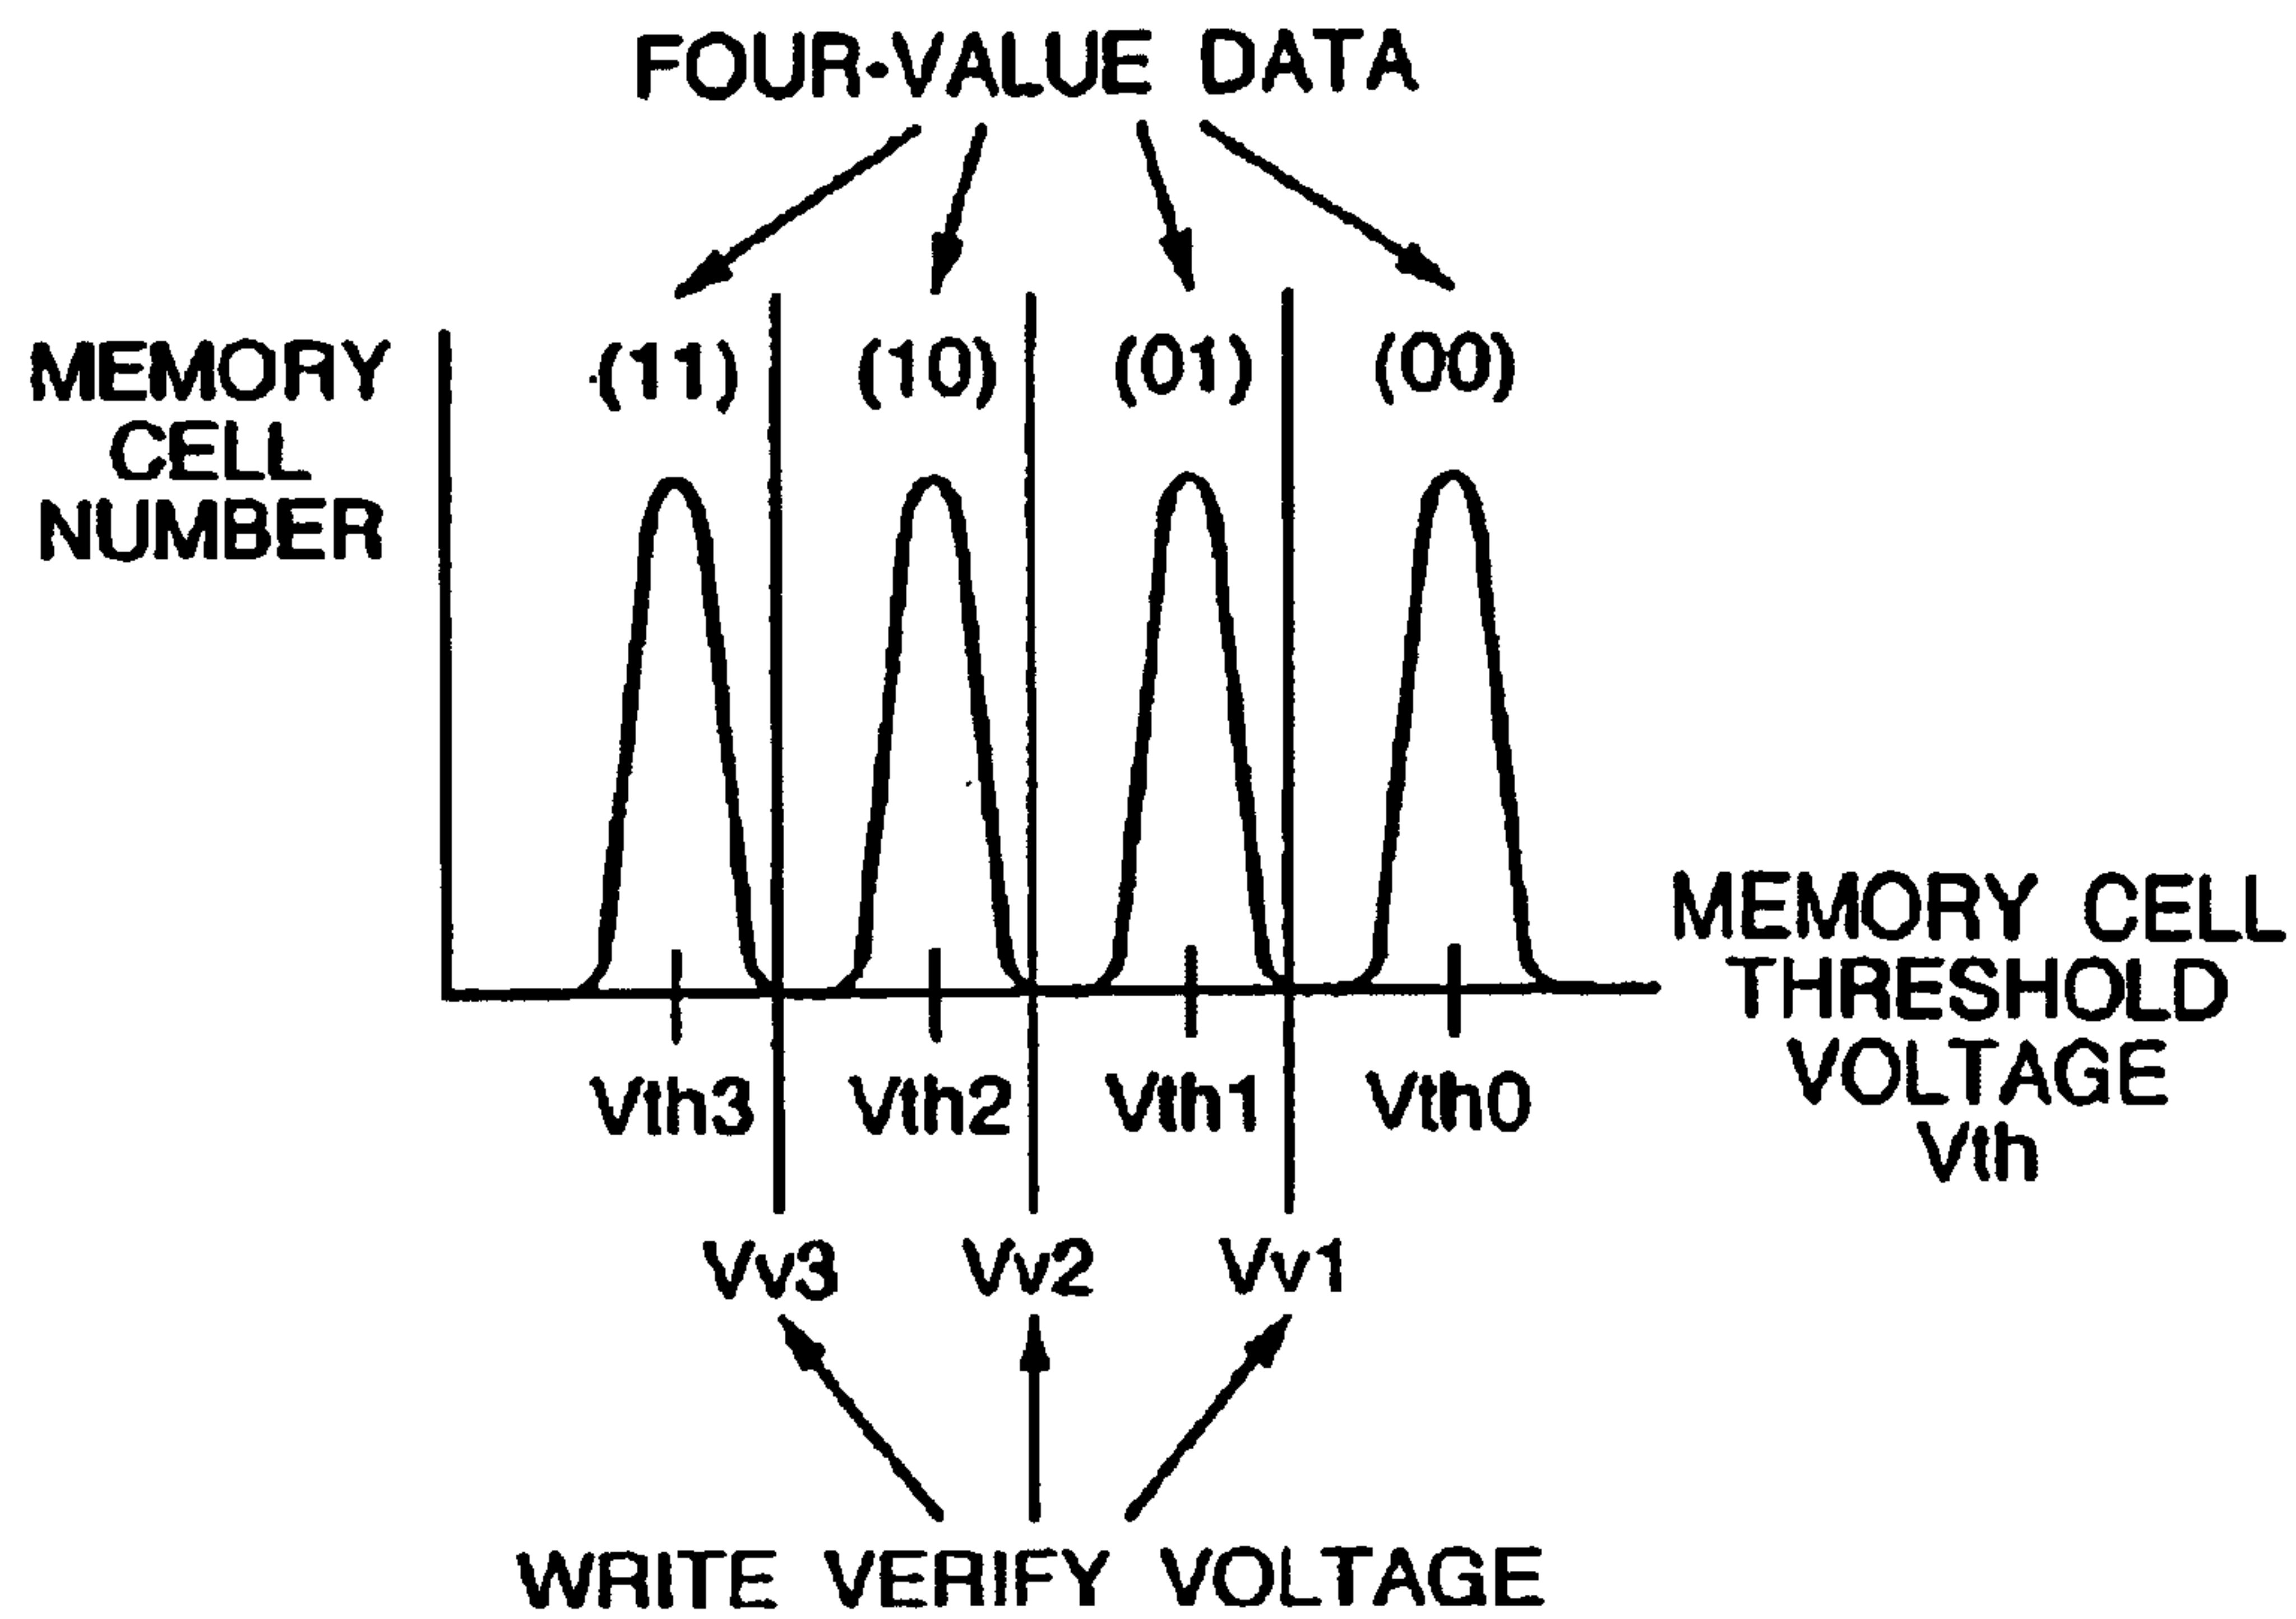 FOUR-VALUE DATA
(11) (10) (01) (00)
MEMORY
CELL
NUMBER
MEMORY CELL
THRESHOLD
VOLTAGE
Vth
Vth3 Vth2 Vth1 Vth0
Vv3 Vv2 Vv1
WRITE VERIFY VOLTAGE